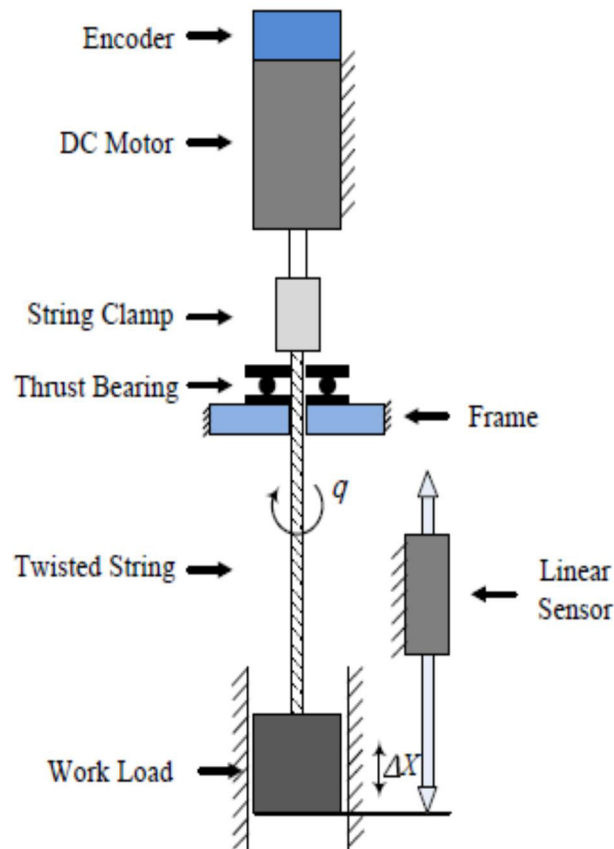 Encoder
DC Motor
String Clamp
Thrust Bearing
Frame
q
Twisted String
Linear
Sensor
Work Load
ΔX